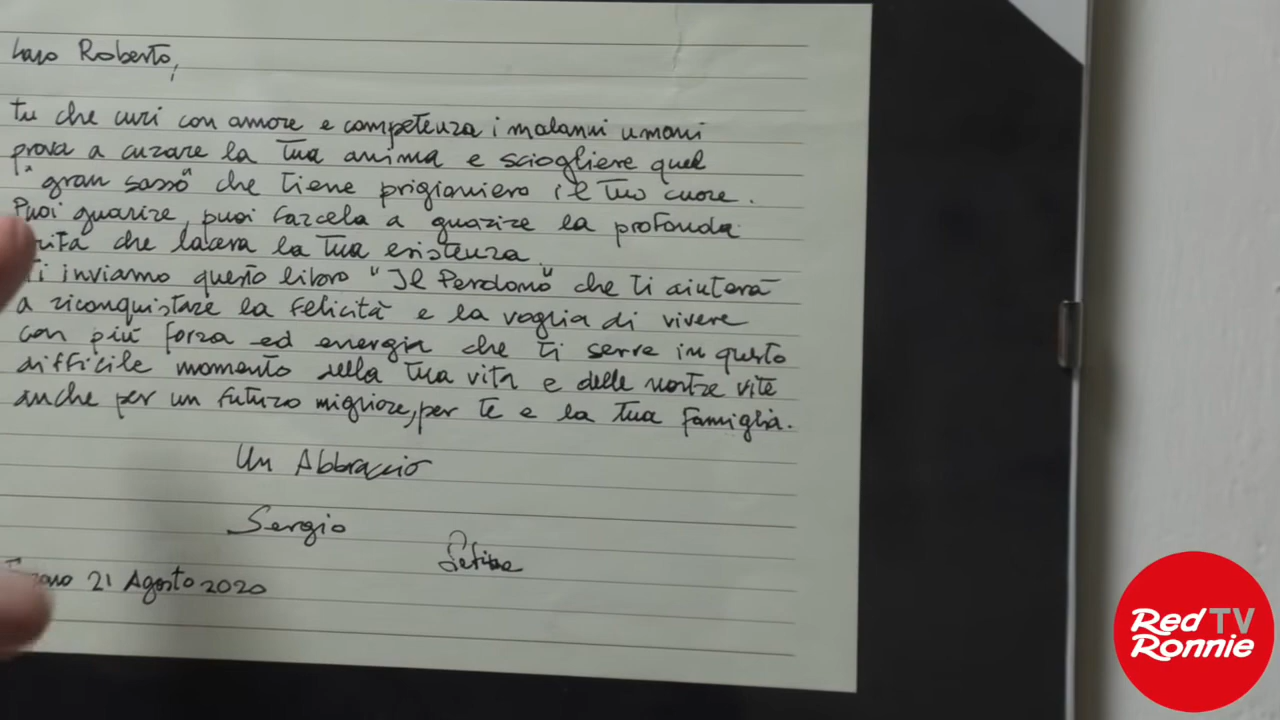 Caro Roberto,
tu che curi con amore e competenza i malanni umani
prova a curare la tua anima e sciogliere quel
"gran sasso" che tiene prigioniero il tuo cuore.
Puoi guarire, puoi farcela a guarire la profonda
che lacera la tua esistenza.
Ti inviamo questo libro "Il Perdono" che ti aiuterà
a riconquistare la felicità e la voglia di vivere
con più forza ed energia che ti serve in questo
difficile momento della tua vita e delle nostre vite
anche per un futuro migliore, per te e la tua famiglia.
Un Abbraccio
Sergio
21 Agosto 2020
Red TV
Ronnie